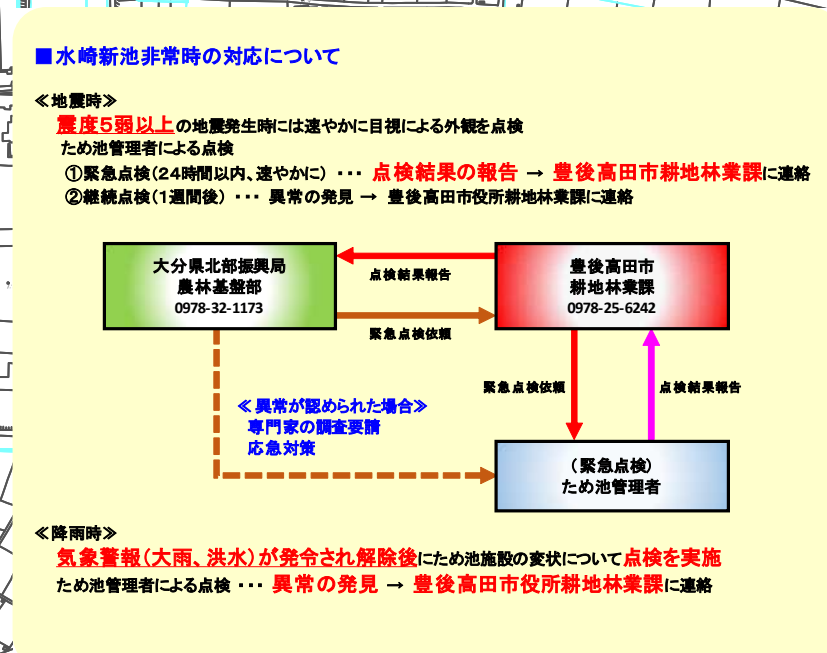 ■水崎新池非常時の対応について
≪地震時≫
震度5弱以上の地震発生時には速やかに目視による外観を点検
ため池管理者による点検
①緊急点検(24時間以内、速やかに) ・・・ 点検結果の報告 → 豊後高田市耕地林業課に連絡
②継続点検(1週間後) ・・・ 異常の発見 → 豊後高田市役所耕地林業課に連絡
大分県北部振興局
農林基盤部
0978-32-1173
点検結果報告
緊急点検依頼
豊後高田市
耕地林業課
0978-25-6242
緊急点検依頼
点検結果報告
≪異常が認められた場合≫
専門家の調査要請
応急対策
(緊急点検)
ため池管理者
≪降雨時≫
気象警報(大雨、洪水)が発令され解除後にため池施設の変状について点検を実施
ため池管理者による点検 ・・・ 異常の発見 → 豊後高田市役所耕地林業課に連絡